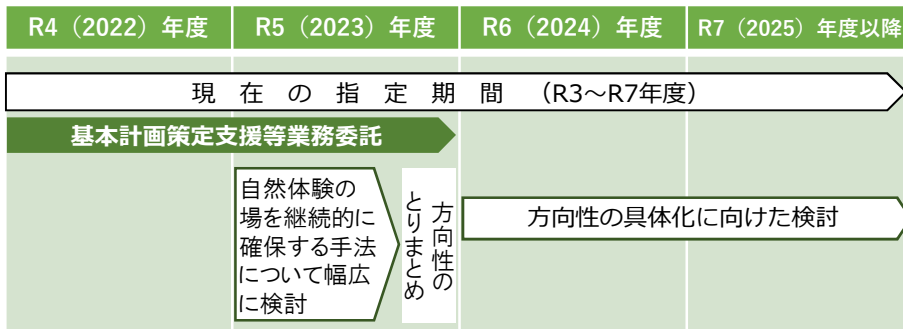 R4（2022）年度
R5（2023）年度
R6（2024）年度
R7（2025）年度以降
現在の指定期間（R3～R7年度）
基本計画策定支援等業務委託
自然体験の
場を継続的に
確保する手法
について幅広
に検討
方向性の
とりまとめ
方向性の具体化に向けた検討